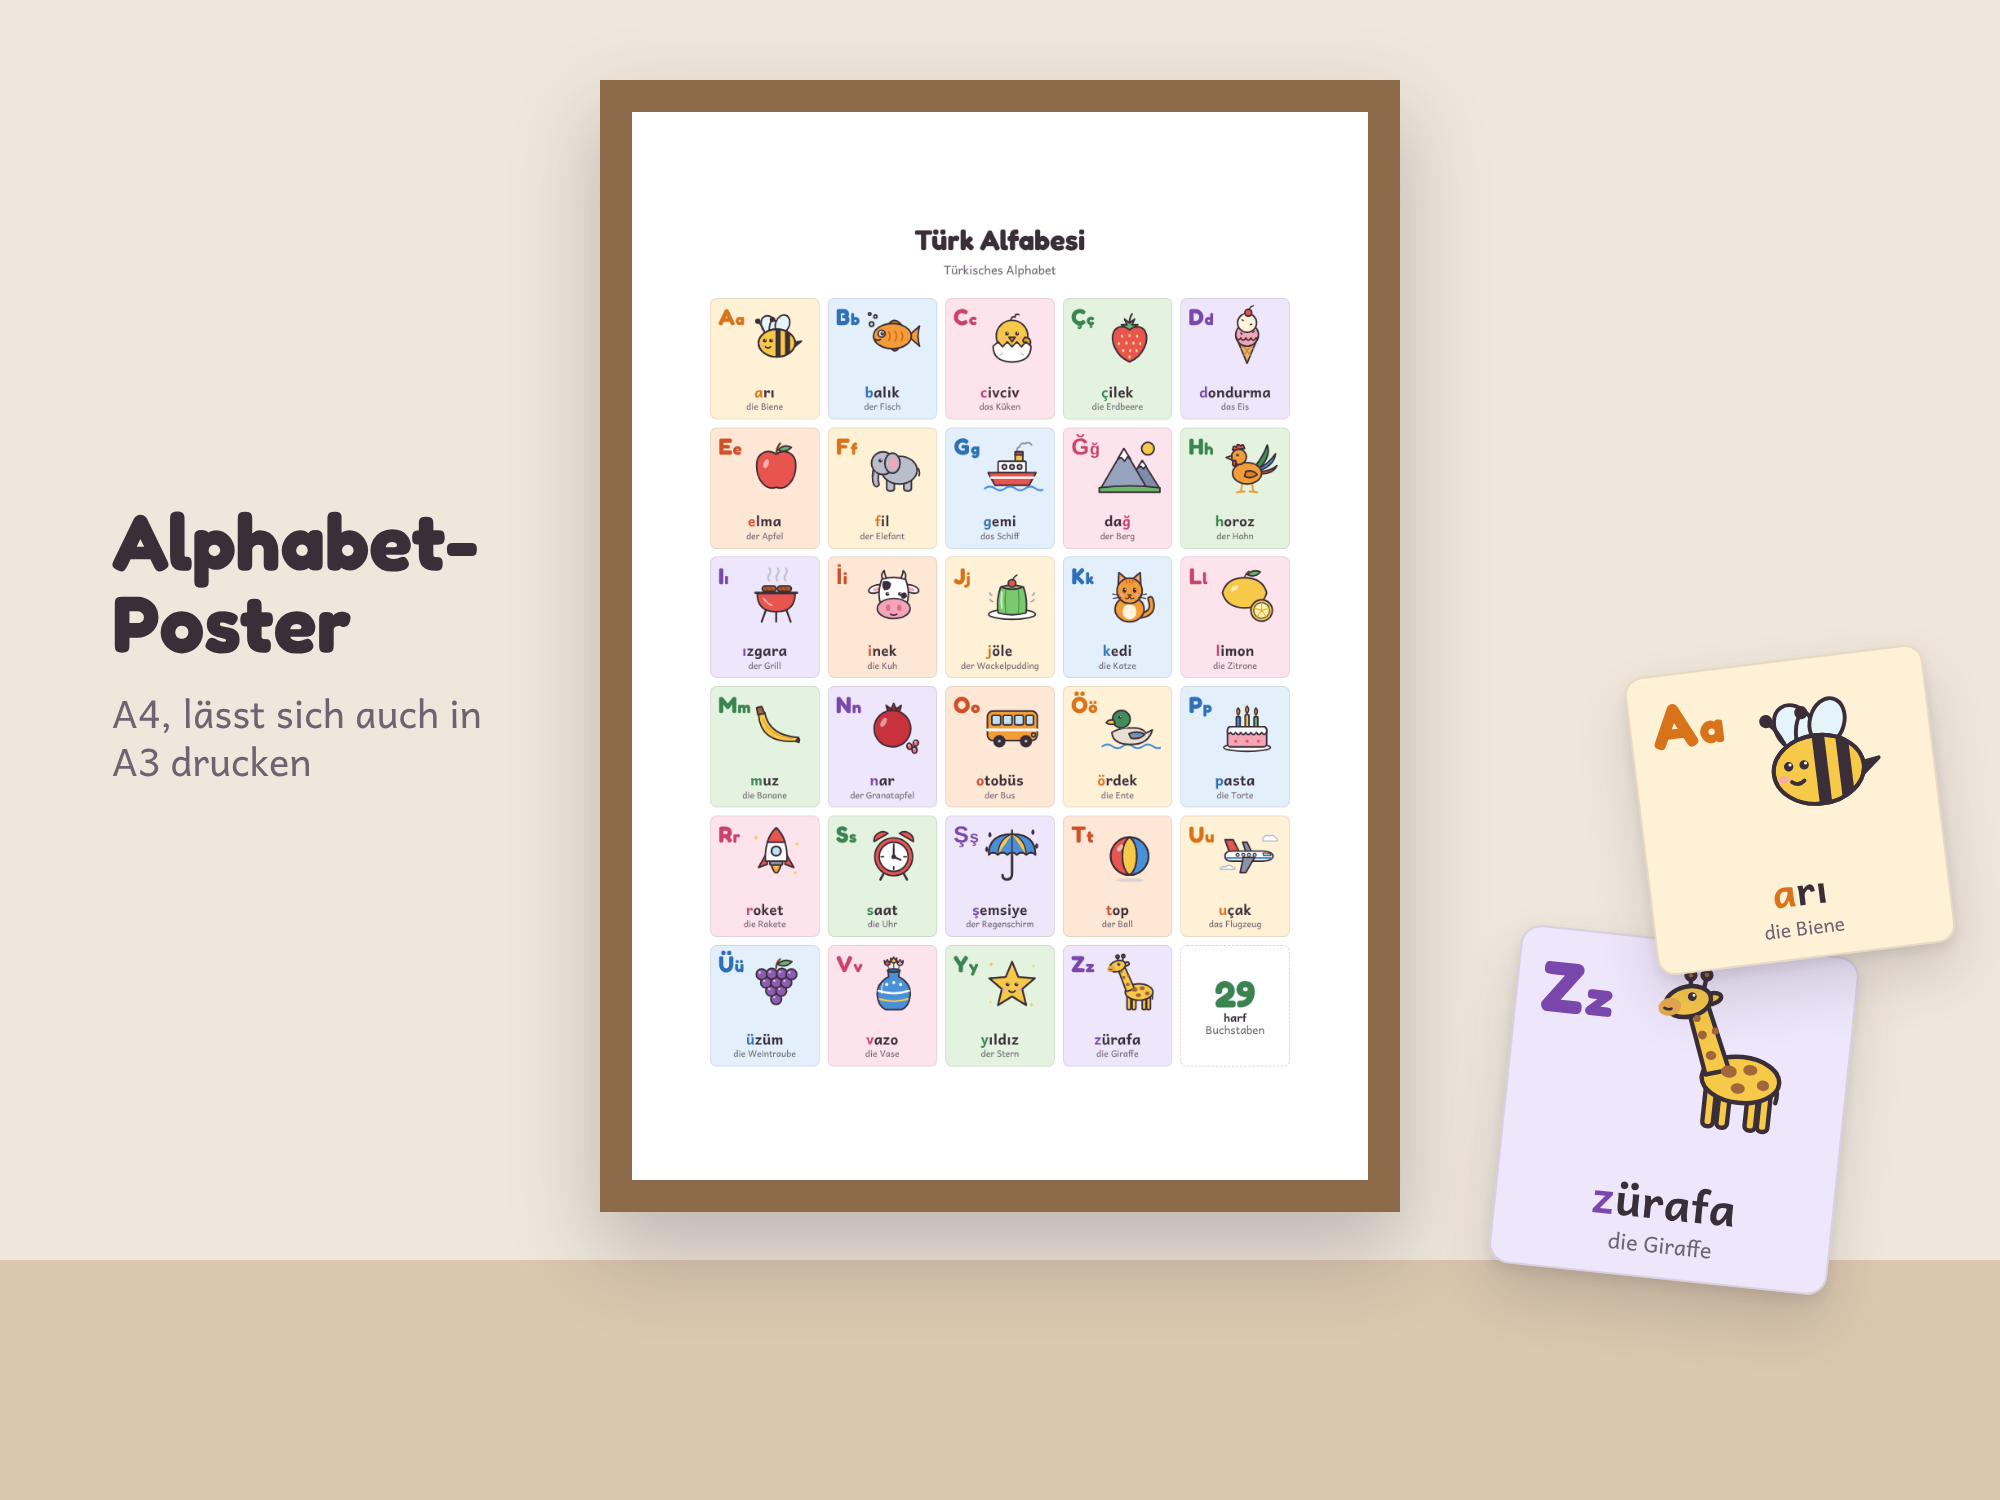 Alphabet-
Poster
A4, lässt sich auch in
A3 drucken
Türk Alfabesi
Türkisches Alphabet
Aa
arı
die Biene
Bb
balık
der Fisch
Cc
civciv
das Küken
Çç
çilek
die Erdbeere
Dd
dondurma
das Eis
Ee
elma
der Apfel
Ff
fil
der Elefant
Gg
gemi
das Schiff
Ğğ
dağ
der Berg
Hh
horoz
der Hahn
Iı
ızgara
der Grill
İi
inek
die Kuh
Jj
jöle
der Wackelpudding
Kk
kedi
die Katze
Ll
limon
die Zitrone
Mm
muz
die Banane
Nn
nar
der Granatapfel
Oo
otobüs
der Bus
Öö
ördek
die Ente
Pp
pasta
die Torte
Rr
roket
die Rakete
Ss
saat
die Uhr
Şş
şemsiye
der Regenschirm
Tt
top
der Ball
Uu
uçak
das Flugzeug
Üü
üzüm
die Weintraube
Vv
vazo
die Vase
Yy
yıldız
der Stern
Zz
zürafa
die Giraffe
29
harf
Buchstaben
Aa
arı
die Biene
Zz
zürafa
die Giraffe